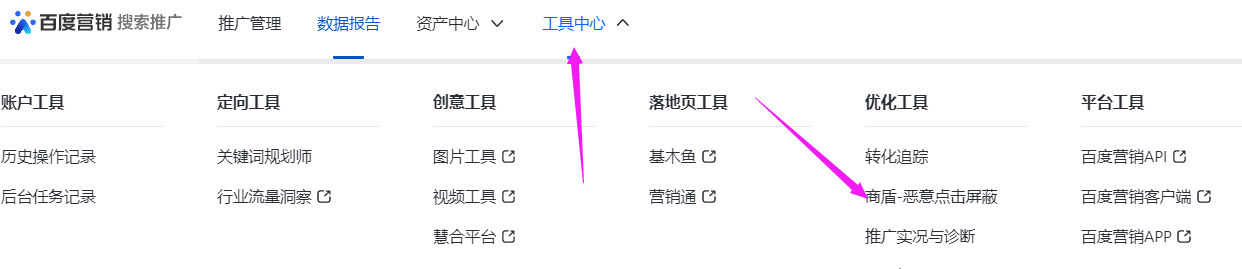 百度营销 搜索推广 推广管理 数据报告 资产中心 工具中心
账户工具 定向工具 创意工具 落地页工具 优化工具 平台工具
历史操作记录 关键词规划师 图片工具 基木鱼 转化追踪 百度营销API
后台任务记录 行业流量洞察 视频工具 营销通 商盾-恶意点击屏蔽 百度营销客户端
慧合平台 推广实况与诊断 百度营销APP